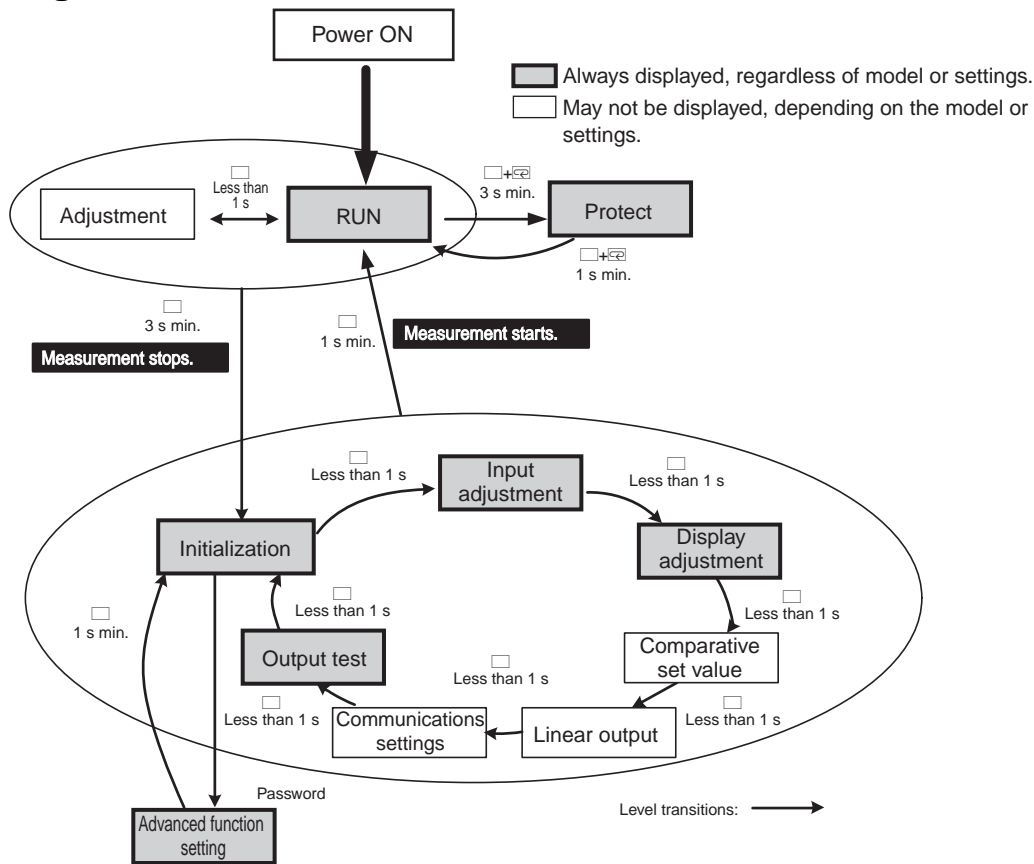 Power ON
Always displayed, regardless of model or settings.
May not be displayed, depending on the model or
settings.
Less than
1 s
3 s min.
Adjustment
RUN
Protect
1 s min.
3 s min.
1 s min.
Measurement starts.
Measurement stops.
Less than 1 s
Input
adjustment
Less than 1 s
Initialization
Display
adjustment
Less than 1 s
Less than 1 s
1 s min.
Comparative
set value
Output test
Less than 1 s
Less than 1 s
Communications
settings
Linear output
Less than 1 s
Password
Advanced function
setting
Level transitions: